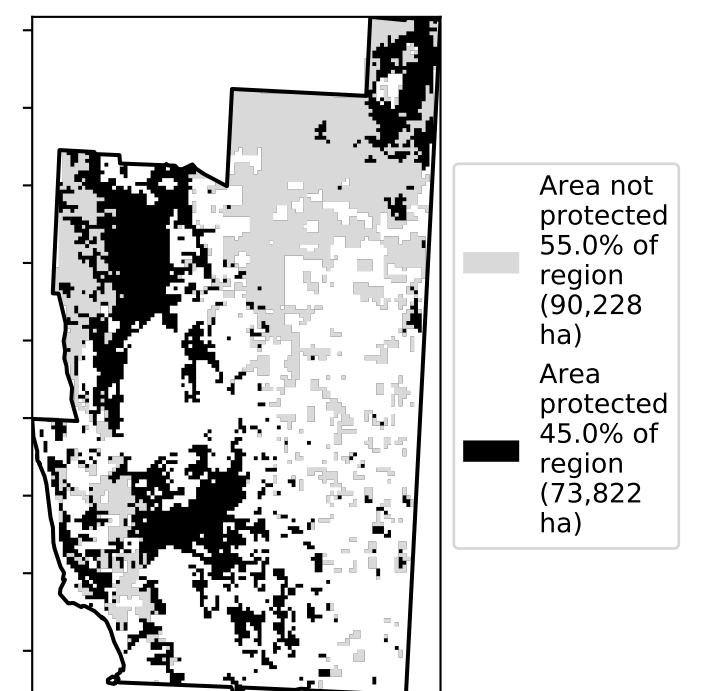 Area not
protected
55.0% of
region
(90,228
ha)
Area
protected
45.0% of
region
(73,822
ha)